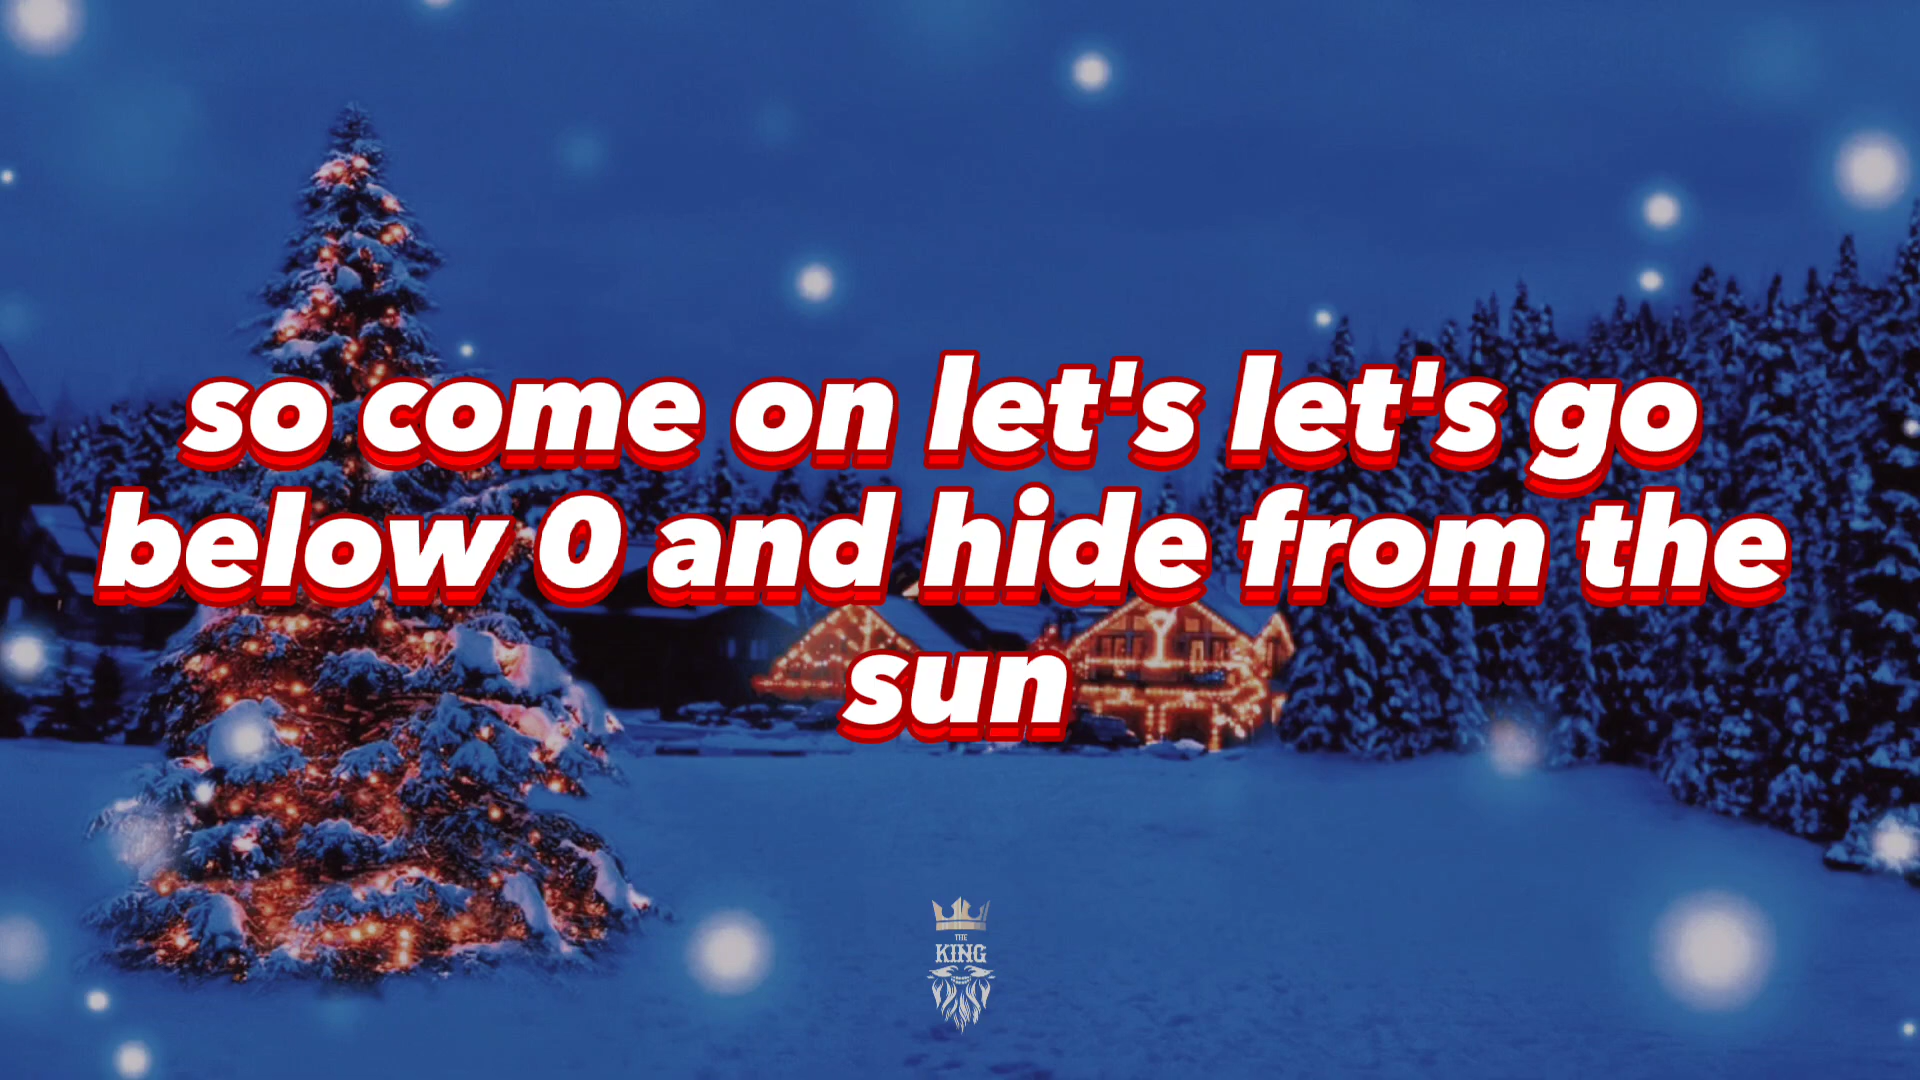 so come on let's let's go
below 0 and hide from the
sun
THE
KING